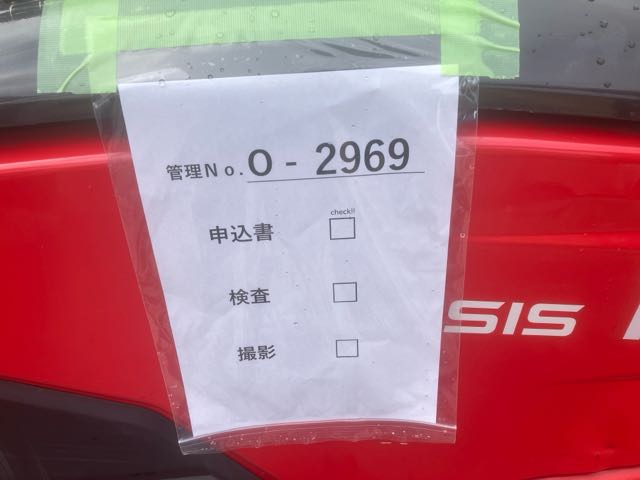 管理No. O - 2969
check!!
申込書 □
検査 □
撮影 □
SIS